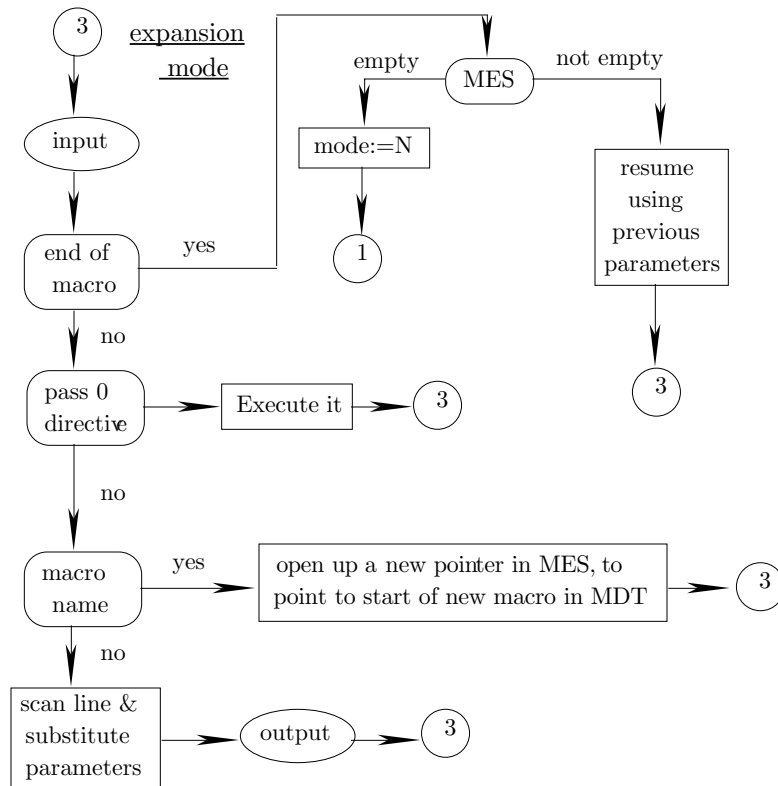 3
expansion
mode
input
end of
macro
yes
no
MES
empty
not empty
mode:=N
1
resume
using
previous
parameters
3
pass 0
directive
Execute it
3
no
macro
name
yes
open up a new pointer in MES, to
point to start of new macro in MDT
3
no
scan line &
substitute
parameters
output
3